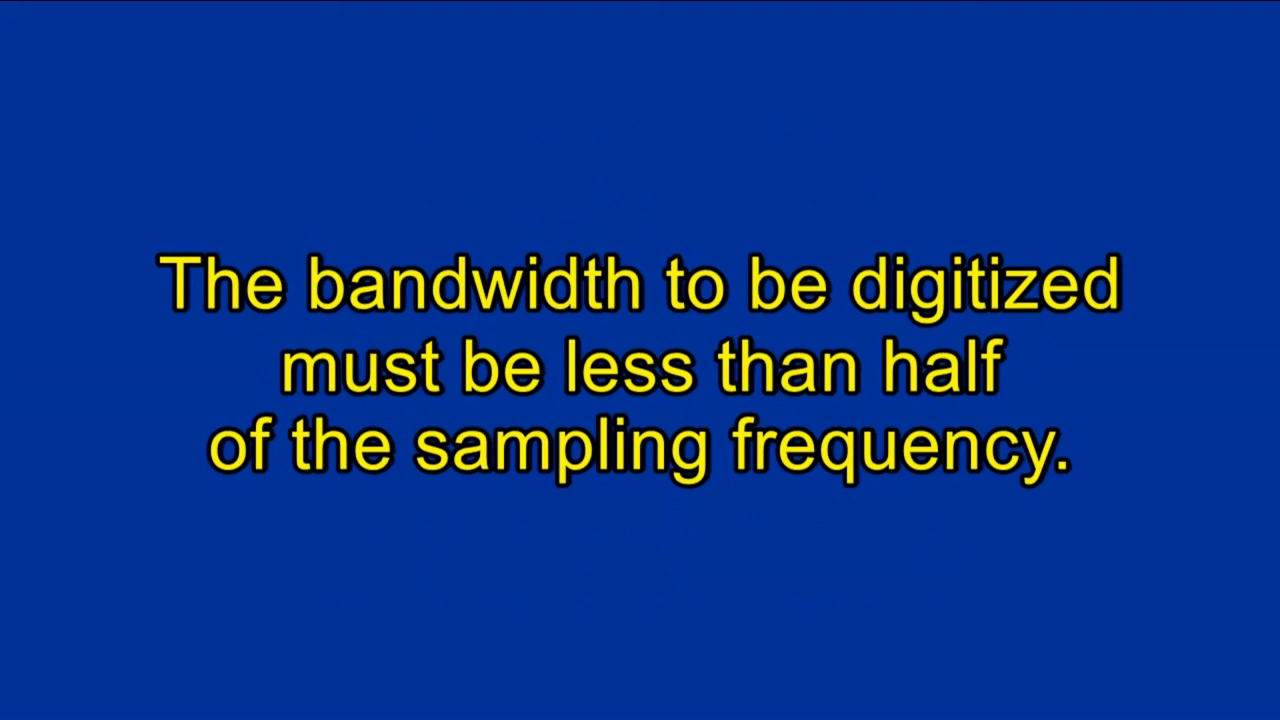 The bandwidth to be digitized
must be less than half
of the sampling frequency.